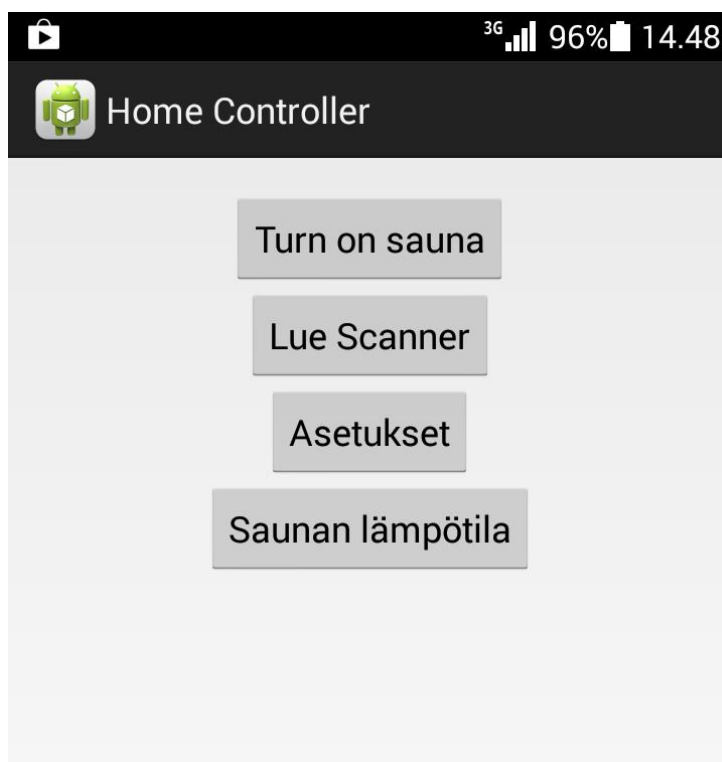 3G 96% 14.48
Home Controller
Turn on sauna
Lue Scanner
Asetukset
Saunan lämpötila